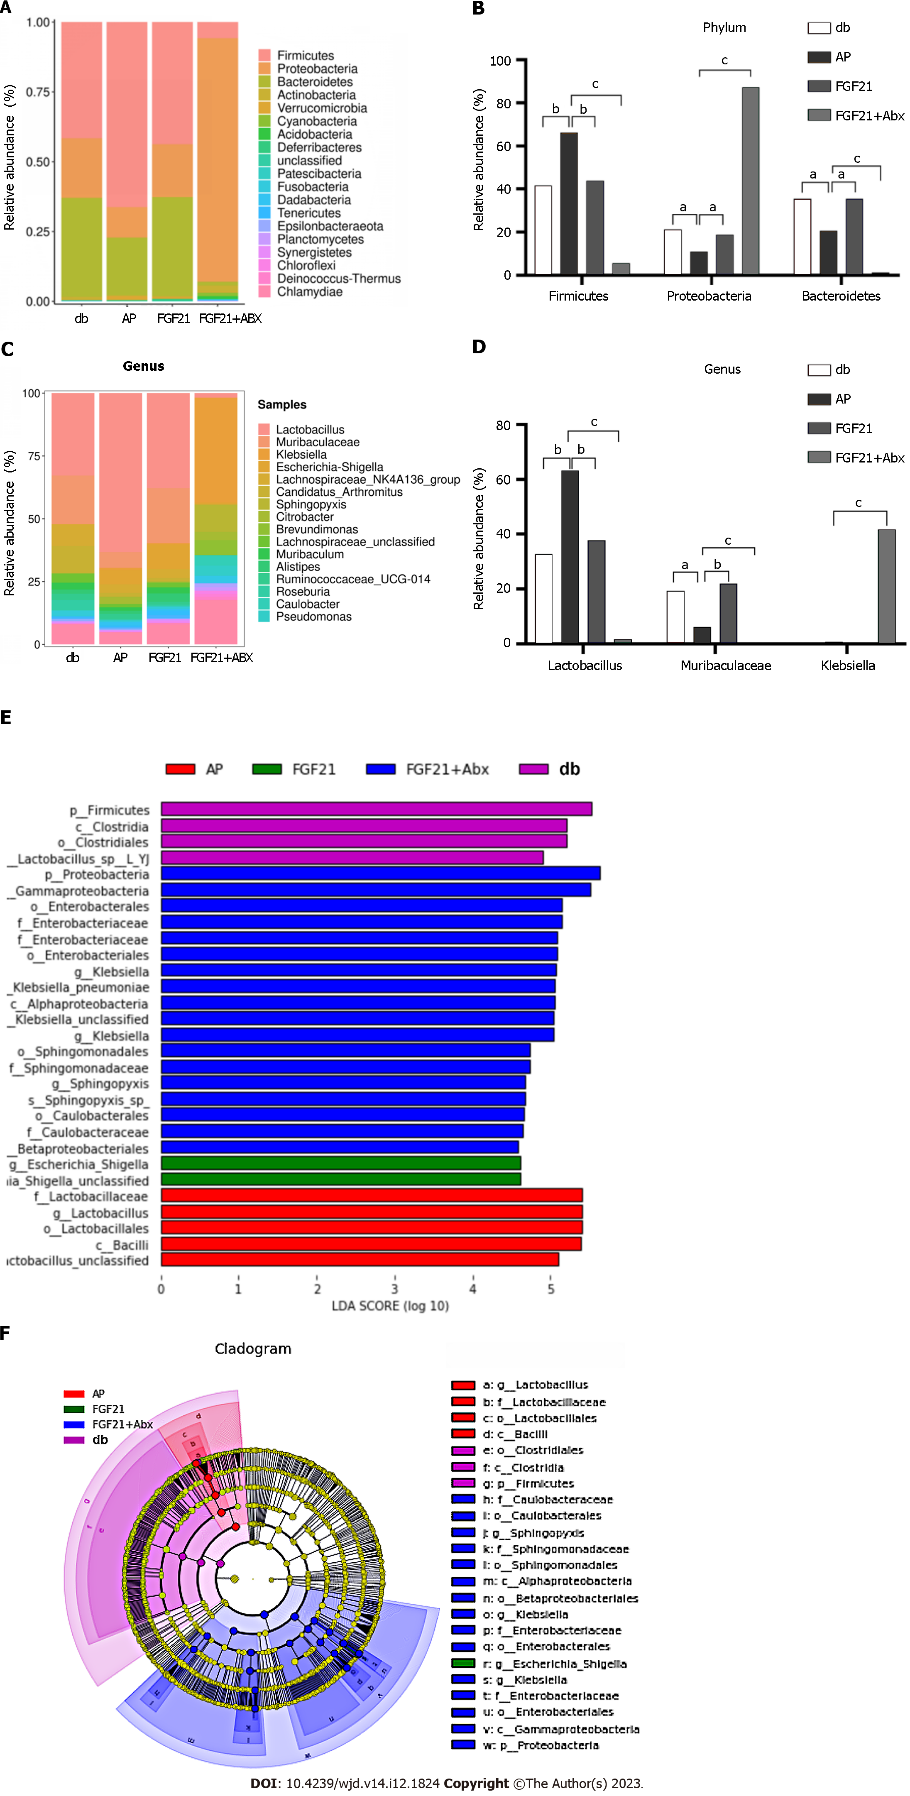 A
Relative abundance (%)
1.00
0.75
0.50
0.25
0.00
db AP FGF21 FGF21+ABX
Firmicutes
Proteobacteria
Bacteroidetes
Actinobacteria
Verrucomicrobia
Cyanobacteria
Acidobacteria
Deferribacteres
unclassified
Patescibacteria
Fusobacteria
Dadabacteria
Tenericutes
Epsilonbacteraeota
Planctomycetes
Synergistetes
Chloroflexi
Deinococcus-Thermus
Chlamydiae
B
Phylum
db
AP
FGF21
FGF21+Abx
Relative abundance (%)
100
80
60
40
20
0
b b c
a a c
a a c
Firmicutes Proteobacteria Bacteroidetes
C
Genus
Relative abundance (%)
100
75
50
25
0
db AP FGF21 FGF21+ABX
Samples
Lactobacillus
Muribaculaceae
Klebsiella
Escherichia-Shigella
Lachnospiraceae_NK4A136_group
Candidatus_Arthromitus
Sphingopyxis
Citrobacter
Brevundimonas
Lachnospiraceae_unclassified
Muribaculum
Alistipes
Ruminococcaceae_UCG-014
Roseburia
Caulobacter
Pseudomonas
D
Genus
db
AP
FGF21
FGF21+Abx
Relative abundance (%)
80
60
40
20
0
b b c
a b c
c
Lactobacillus Muribaculaceae Klebsiella
E
AP FGF21 FGF21+Abx db
p__Firmicutes
c__Clostridia
o__Clostridiales
__Lactobacillus_sp__L_YJ
p__Proteobacteria
_Gammaproteobacteria
o__Enterobacterales
f__Enterobacteriaceae
f__Enterobacteriaceae
o__Enterobacteriales
g__Klebsiella
_Klebsiella_pneumoniae
c__Alphaproteobacteria
__Klebsiella_unclassified
g__Klebsiella
o__Sphingomonadales
f__Sphingomonadaceae
g__Sphingopyxis
s__Sphingopyxis_sp_
o__Caulobacterales
f__Caulobacteraceae
__Betaproteobacteriales
g__Escherichia_Shigella
ia_Shigella_unclassified
f__Lactobacillaceae
g__Lactobacillus
o__Lactobacillales
c__Bacilli
actobacillus_unclassified
0 1 2 3 4 5
LDA SCORE (log 10)
F
Cladogram
AP
FGF21
FGF21+Abx
db
a: g__Lactobacillus
b: f__Lactobacillaceae
c: o__Lactobacillales
d: c__Bacilli
e: o__Clostridiales
f: c__Clostridia
g: p__Firmicutes
h: f__Caulobacteraceae
i: o__Caulobacterales
j: g__Sphingopyxis
k: f__Sphingomonadaceae
l: o__Sphingomonadales
m: c__Alphaproteobacteria
n: o__Betaproteobacteriales
o: g__Klebsiella
p: f__Enterobacteriaceae
q: o__Enterobacterales
r: g__Escherichia_Shigella
s: g__Klebsiella
t: f__Enterobacteriaceae
u: o__Enterobacteriales
v: c__Gammaproteobacteria
w: p__Proteobacteria
DOI: 10.4239/wjd.v14.i12.1824 Copyright ©The Author(s) 2023.